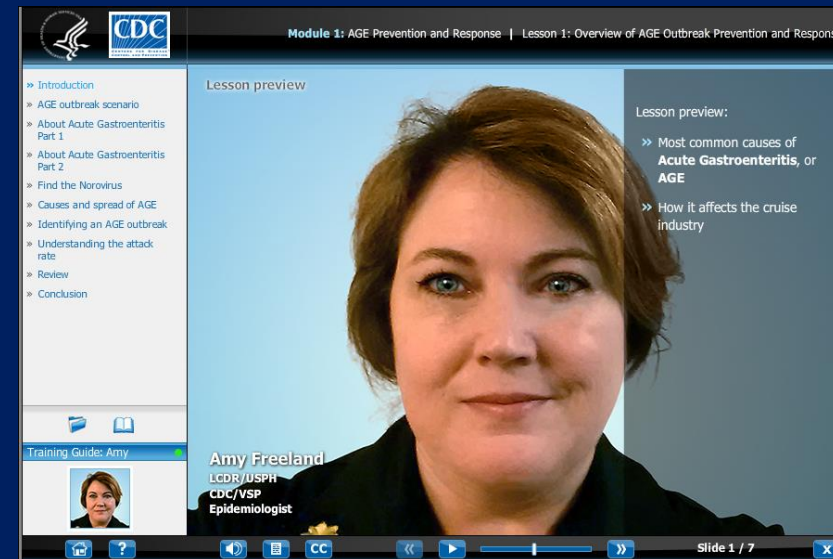 CDC
Module 1: AGE Prevention and Response | Lesson 1: Overview of AGE Outbreak Prevention and Respons
» Introduction
» AGE outbreak scenario
» About Acute Gastroenteritis
Part 1
» About Acute Gastroenteritis
Part 2
» Find the Norovirus
» Causes and spread of AGE
» Identifying an AGE outbreak
» Understanding the attack
rate
» Review
» Conclusion
Training Guide: Amy
Lesson preview
Lesson preview:
» Most common causes of
Acute Gastroenteritis, or
AGE
» How it affects the cruise
industry
Amy Freeland
LCDR/USPH
CDC/VSP
Epidemiologist
?
CC
Slide 1 / 7
X